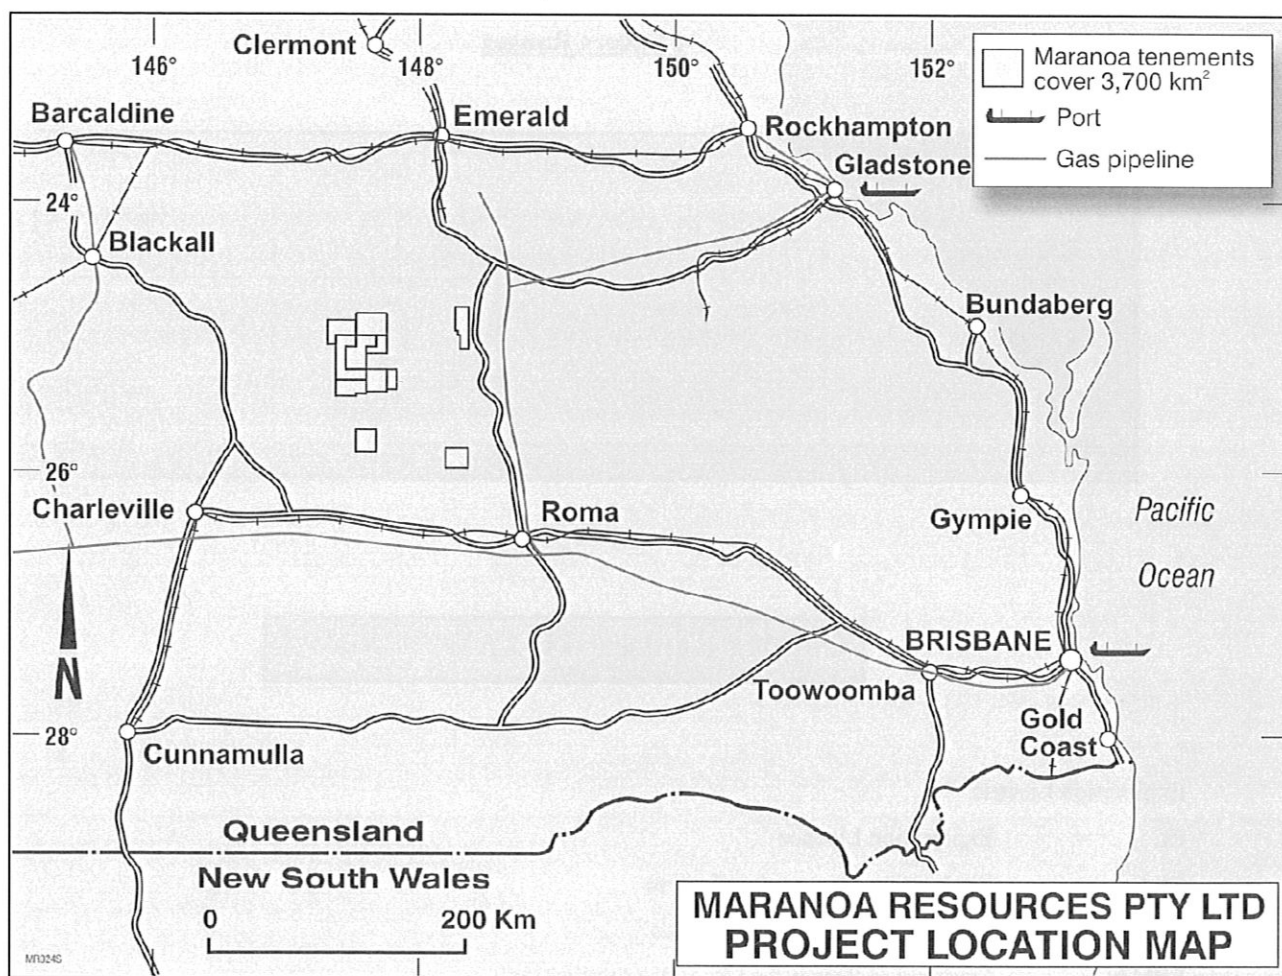 Clermont
146°
148°
150°
152°
Maranoa tenements
cover 3,700 km²
Port
Gas pipeline
Barcaldine
Emerald
Rockhampton
Gladstone
24°
Blackall
Bundaberg
26°
Charleville
Roma
Gympie
Pacific
Ocean
N
BRISBANE
Toowoomba
Gold
Coast
28°
Cunnamulla
Queensland
New South Wales
0
200 Km
MARANOA RESOURCES PTY LTD
PROJECT LOCATION MAP